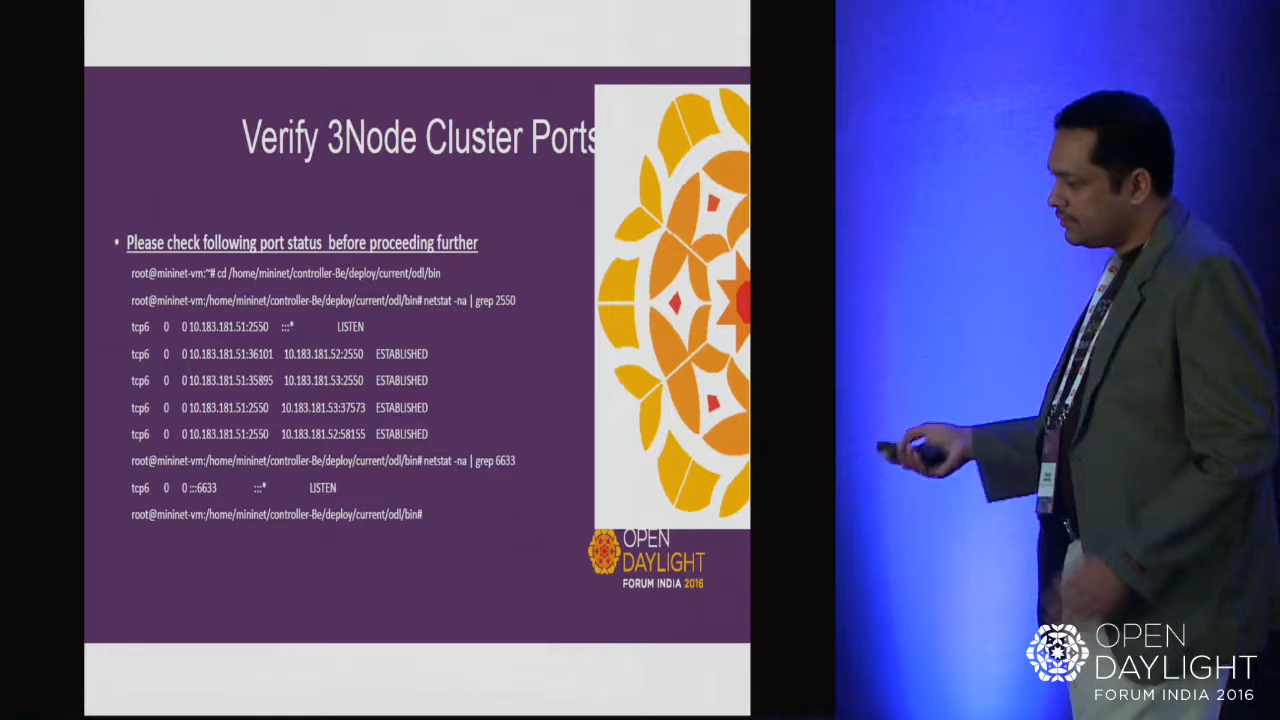 Verify 3Node Cluster Ports
• Please check following port status before proceeding further
root@mininet-vm:~# cd /home/mininet/controller-Be/deploy/current/odl/bin
root@mininet-vm:/home/mininet/controller-Be/deploy/current/odl/bin# netstat -na | grep 2550
tcp6 0 0 10.183.181.51:2550 :::* LISTEN
tcp6 0 0 10.183.181.51:36101 10.183.181.52:2550 ESTABLISHED
tcp6 0 0 10.183.181.51:35895 10.183.181.53:2550 ESTABLISHED
tcp6 0 0 10.183.181.51:2550 10.183.181.53:37573 ESTABLISHED
tcp6 0 0 10.183.181.51:2550 10.183.181.52:58155 ESTABLISHED
root@mininet-vm:/home/mininet/controller-Be/deploy/current/odl/bin# netstat -na | grep 6633
tcp6 0 0 :::6633 :::* LISTEN
root@mininet-vm:/home/mininet/controller-Be/deploy/current/odl/bin#
OPEN
DAYLIGHT
FORUM INDIA 2016
OPEN
DAYLIGHT
FORUM INDIA 2016